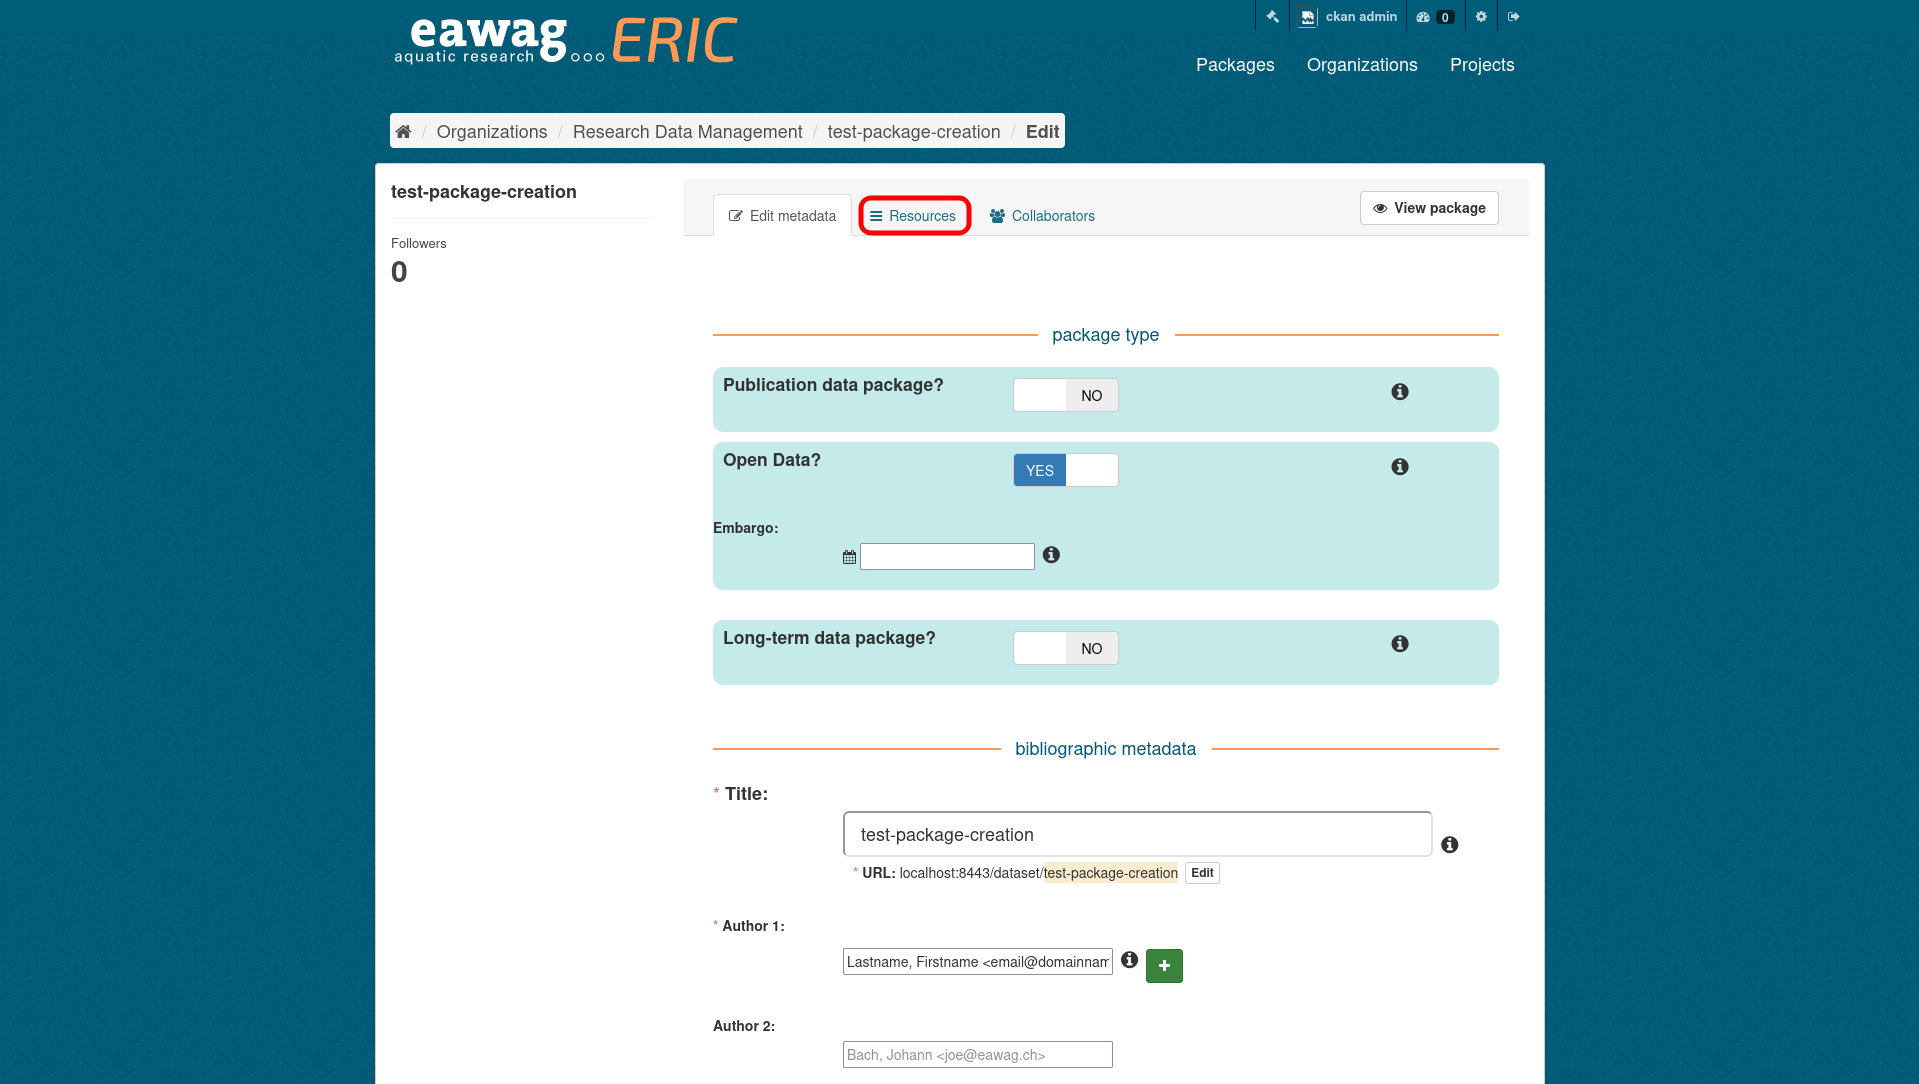 eawag
aquatic research ooo
ERIC
ckan admin
0
Packages
Organizations
Projects
/ Organizations / Research Data Management / test-package-creation / Edit
test-package-creation
Followers
0
Edit metadata
Resources
Collaborators
View package
package type
Publication data package?
NO
Open Data?
YES
Embargo:
Long-term data package?
NO
bibliographic metadata
* Title:
test-package-creation
* URL: localhost:8443/dataset/test-package-creation Edit
* Author 1:
Lastname, Firstname <email@domainnam
+
Author 2:
Bach, Johann <joe@eawag.ch>